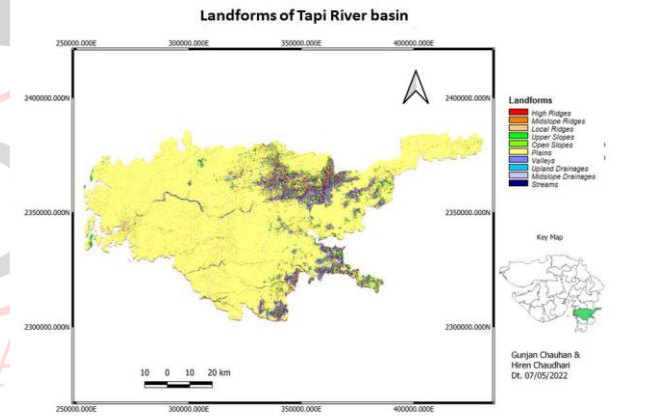 Landforms of Tapi River basin
250000.000E 300000.000E 350000.000E 400000.000E
2400000.000N 2400000.000N
Landforms
High Ridges
Midslope Ridges
Local Ridges
Upper Slopes
Open Slopes
Plains
Valleys
Upland Drainages
Midslope Drainages
Streams
2350000.000N 2350000.000N
Key Map
2300000.000N 2300000.000N
Gunjan Chauhan &
Hiren Chaudhari
Dt. 07/05/2022
10 0 10 20 km
250000.000E 300000.000E 350000.000E 400000.000E